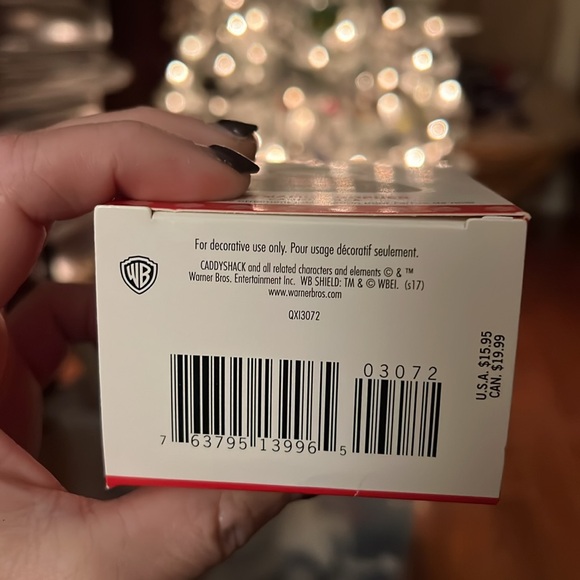 For decorative use only. Pour usage décoratif seulement.
CADDYSHACK and all related characters and elements © & ™
Warner Bros. Entertainment Inc. WB SHIELD: TM & © WBEI. (s17)
www.warnerbros.com
WB
QXI3072
U.S.A. $15.95
CAN. $19.99
03072
7 63795 13996 5